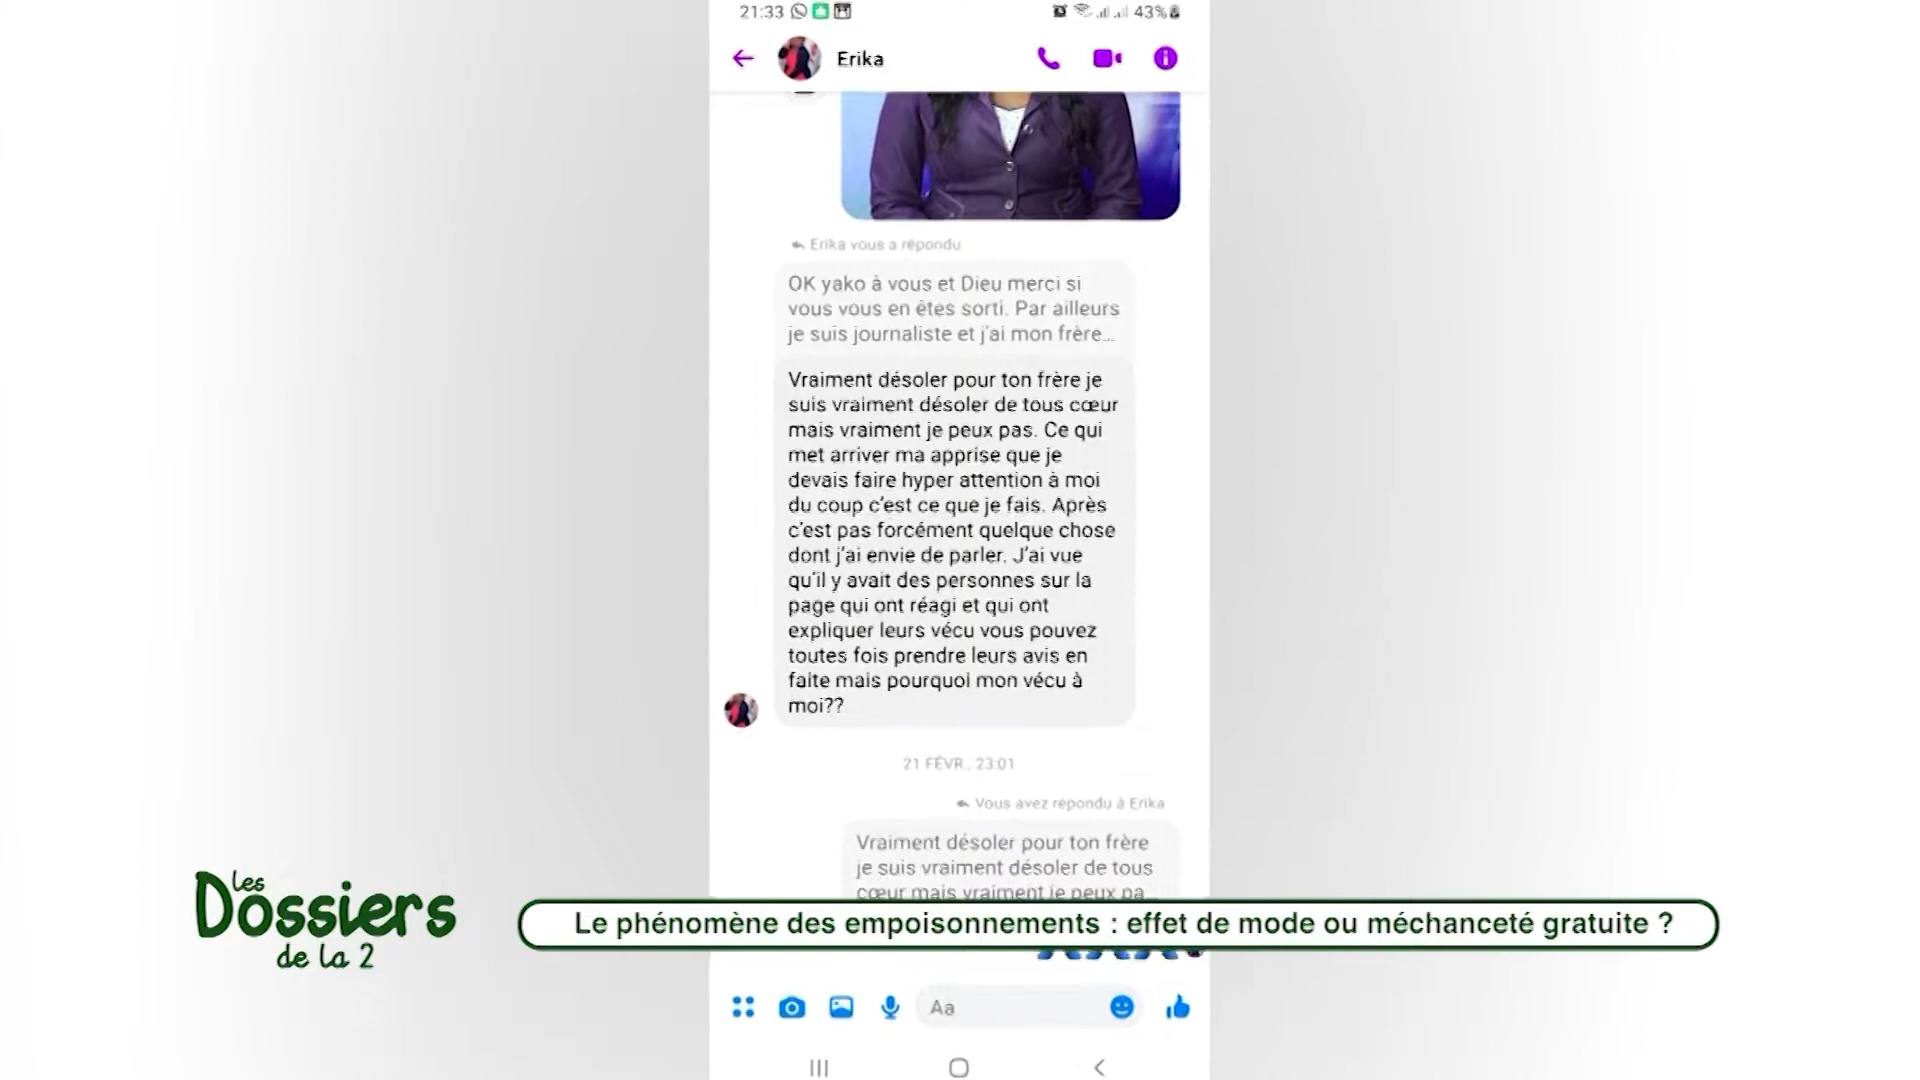 21:33
43%
Erika
Erika vous a répondu
OK yako à vous et Dieu merci si
vous vous en êtes sorti. Par ailleurs
je suis journaliste et j'ai mon frère...
Vraiment désoler pour ton frère je
suis vraiment désoler de tous cœur
mais vraiment je peux pas. Ce qui
met arriver ma apprise que je
devais faire hyper attention à moi
du coup c'est ce que je fais. Après
c'est pas forcément quelque chose
dont j'ai envie de parler. J'ai vue
qu'il y avait des personnes sur la
page qui ont réagi et qui ont
expliquer leurs vécu vous pouvez
toutes fois prendre leurs avis en
faite mais pourquoi mon vécu à
moi??
21 FÉVR., 23:01
Vous avez répondu à Erika
Vraiment désoler pour ton frère
je suis vraiment désoler de tous
cœur mais vraiment je peux pa...
Les
Dossiers
de la 2
Le phénomène des empoisonnements : effet de mode ou méchanceté gratuite ?
Aa